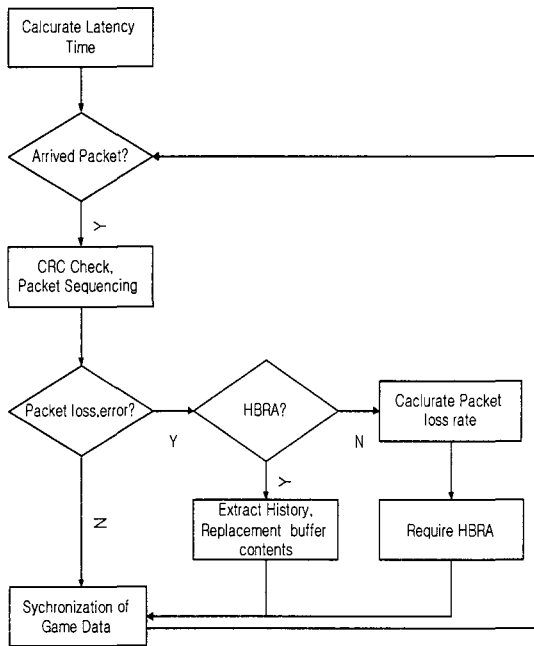 Calcurate Latency
Time
Arrived Packet?
Y
CRC Check,
Packet Sequencing
Packet loss,error?
Y
HBRA?
N
Caclurate Packet
loss rate
Y
N
Extract History,
Replacement buffer
contents
Require HBRA
Sychronization of
Game Data